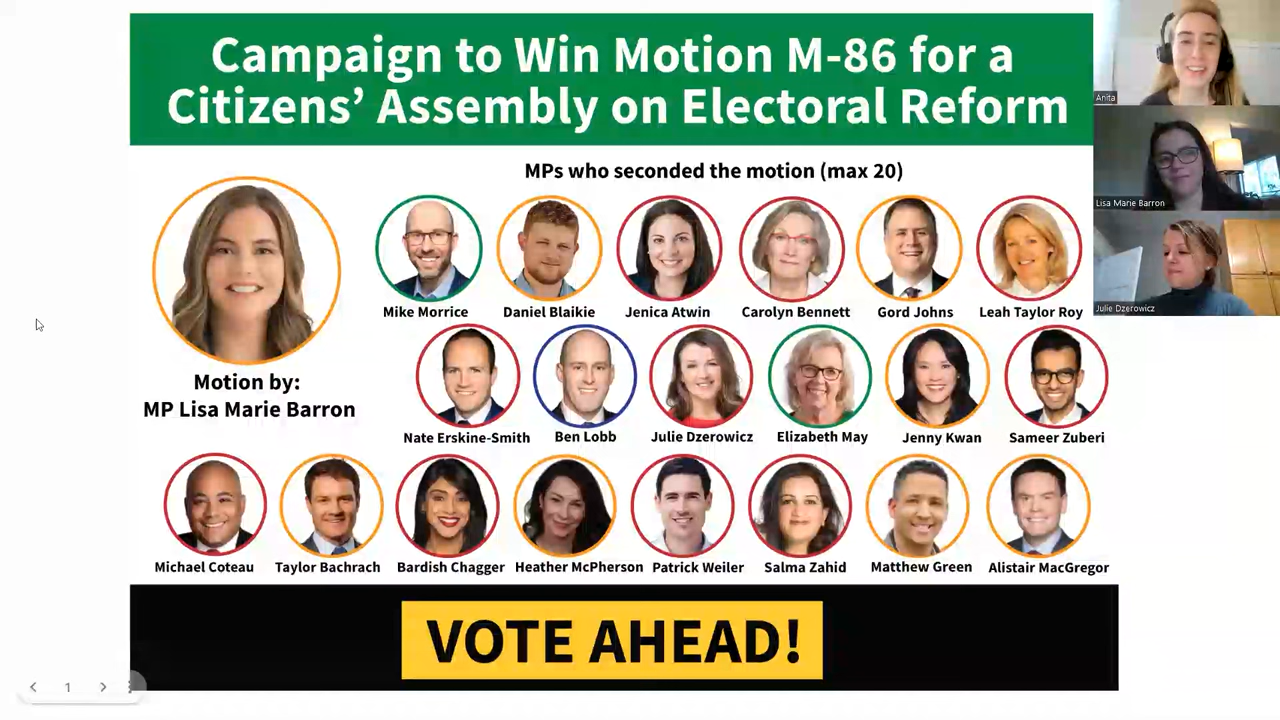 Campaign to Win Motion M-86 for a
Citizens’ Assembly on Electoral Reform
MPs who seconded the motion (max 20)
Motion by:
MP Lisa Marie Barron
Mike Morrice
Daniel Blaikie
Jenica Atwin
Carolyn Bennett
Gord Johns
Leah Taylor Roy
Nate Erskine-Smith
Ben Lobb
Julie Dzerowicz
Elizabeth May
Jenny Kwan
Sameer Zuberi
Michael Coteau
Taylor Bachrach
Bardish Chagger
Heather McPherson
Patrick Weiler
Salma Zahid
Matthew Green
Alistair MacGregor
VOTE AHEAD!
1
Anita
Lisa Marie Barron
Julie Dzerowicz